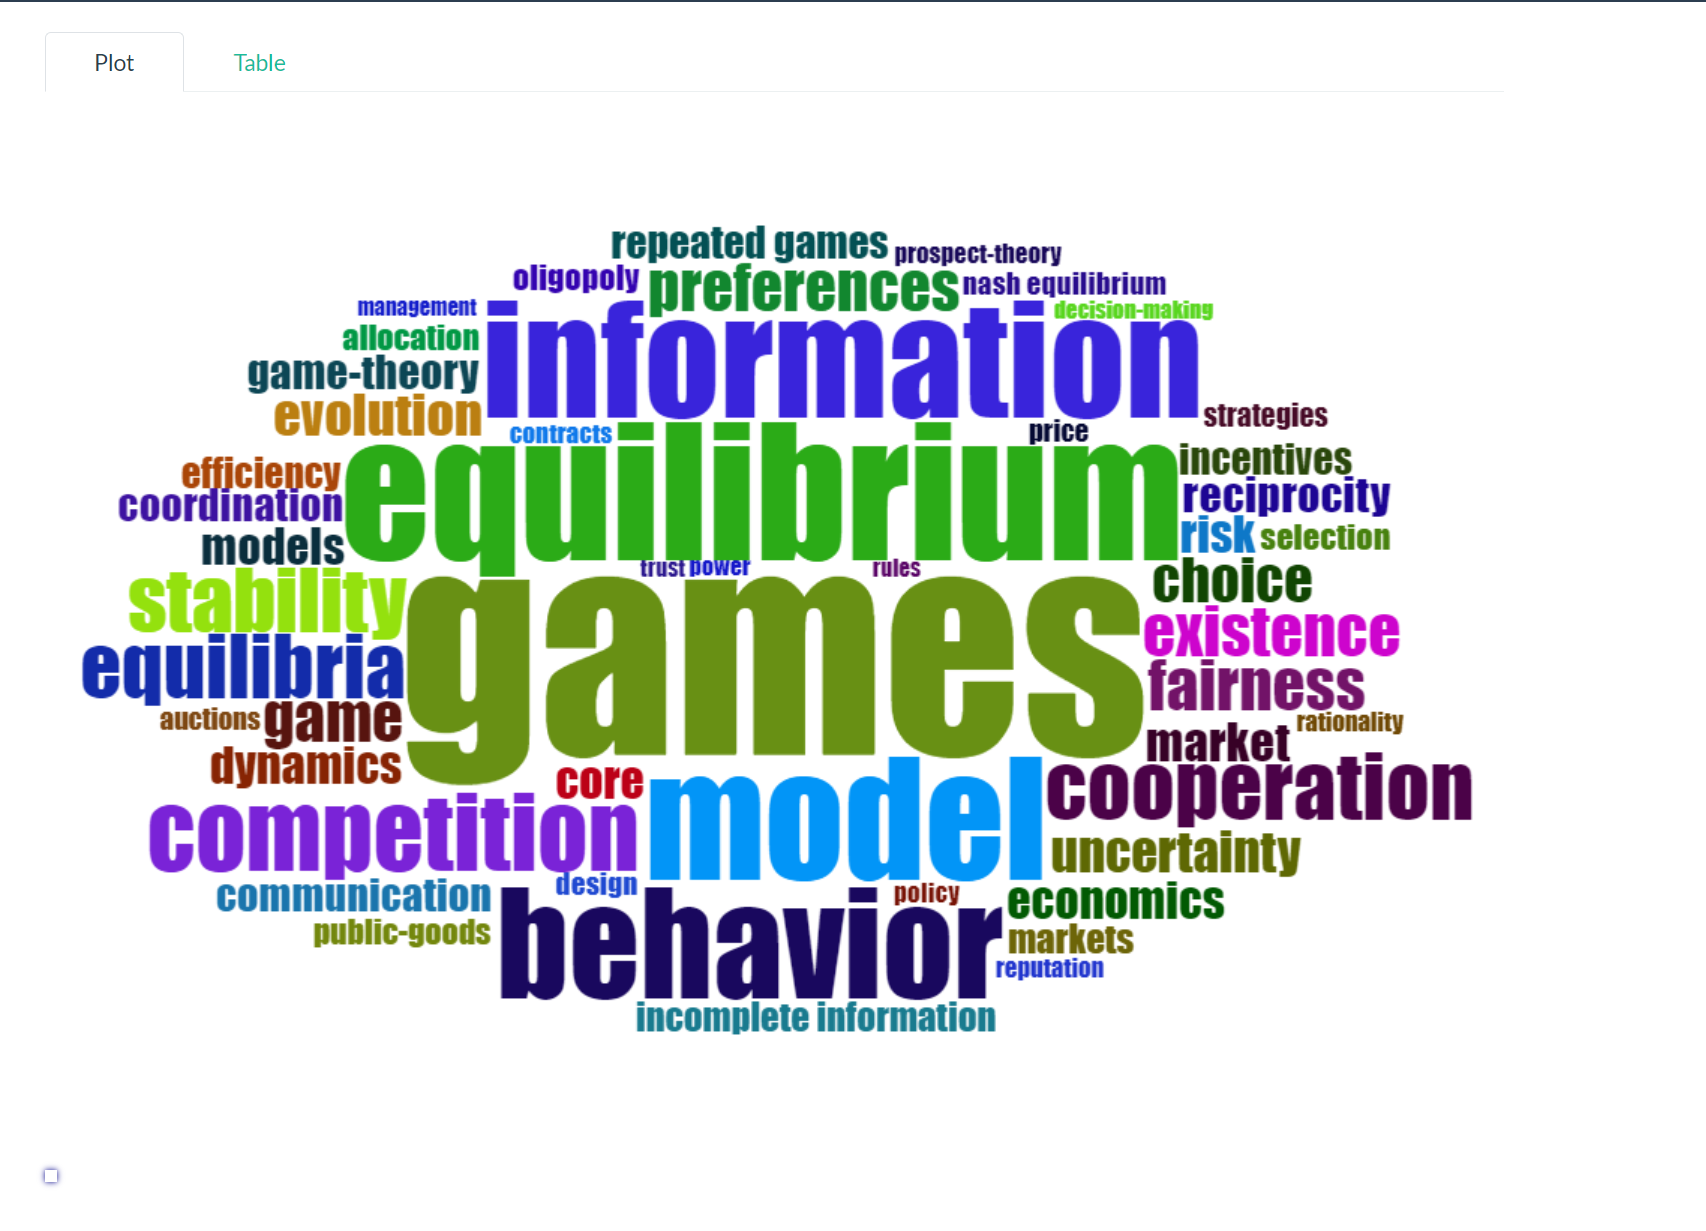 Plot
Table
repeated games
prospect-theory
oligopoly
preferences
nash equilibrium
management
information
decision-making
allocation
game-theory
evolution
strategies
contracts
price
efficiency
equilibrium
incentives
coordination
reciprocity
models
risk
selection
trust
power
rules
stability
games
choice
existence
equilibria
fairness
auctions
game
rationality
market
dynamics
core
model
cooperation
competition
uncertainty
communication
design
behavior
policy
economics
public-goods
markets
reputation
incomplete information